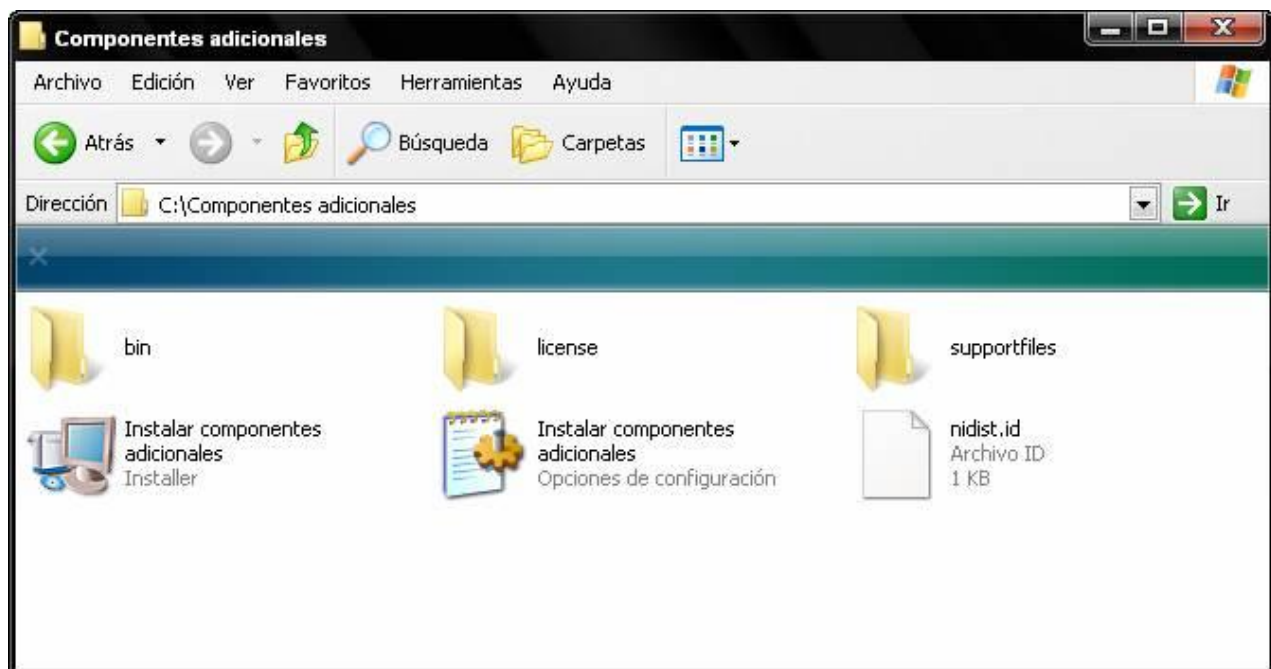 Componentes adicionales
Archivo Edición Ver Favoritos Herramientas Ayuda
Atrás Búsqueda Carpetas
Dirección C:\Componentes adicionales Ir
bin license supportfiles
Instalar componentes
adicionales
Installer
Instalar componentes
adicionales
Opciones de configuración
nidist.id
Archivo ID
1 KB